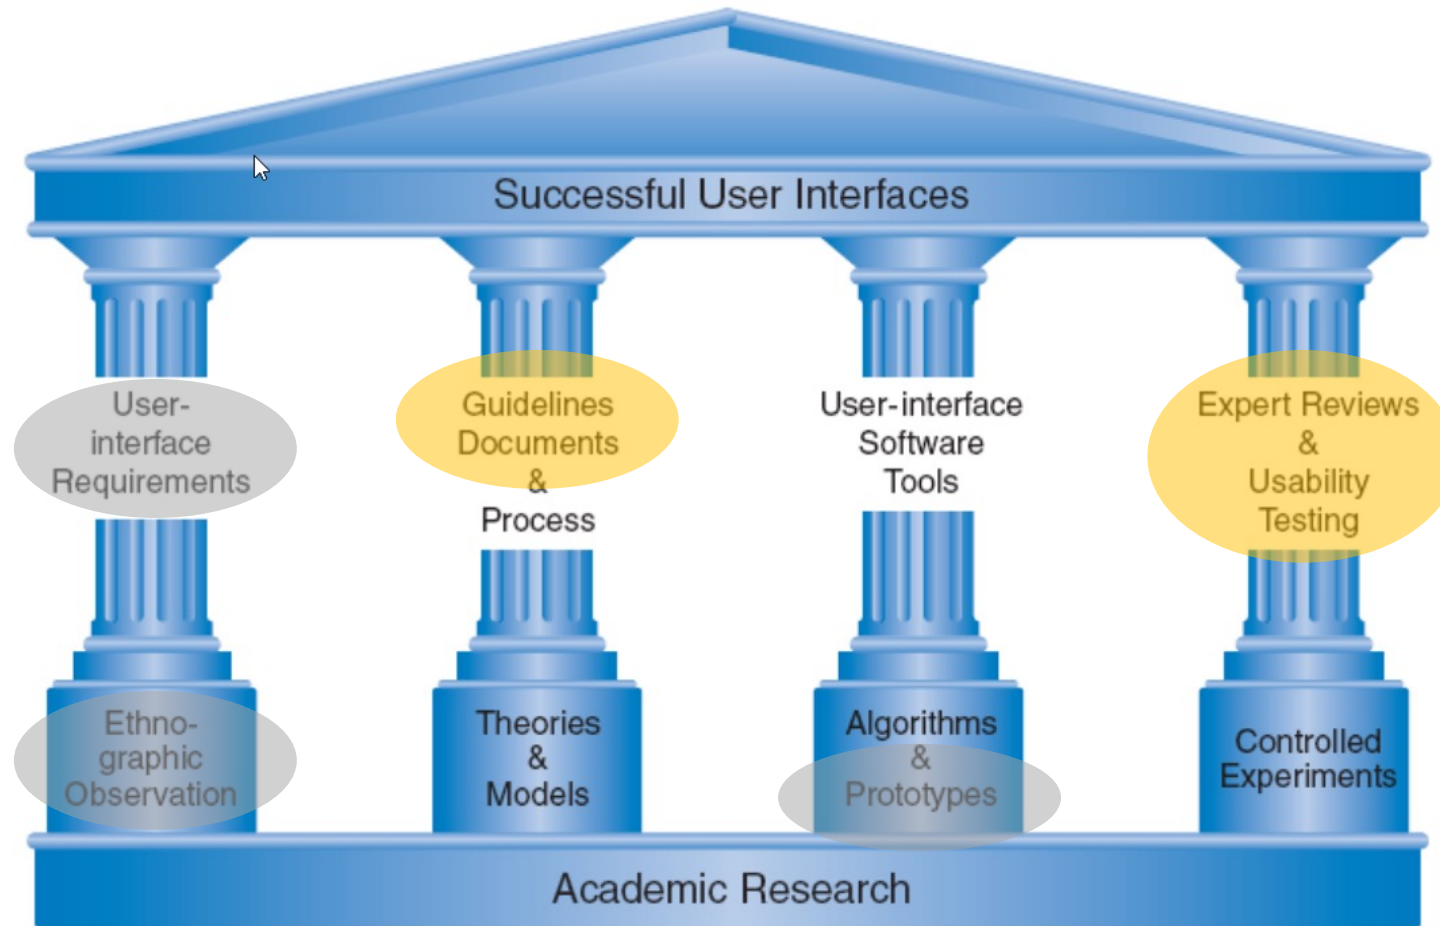 Successful User Interfaces
User-
interface
Requirements
Guidelines
Documents
&
Process
User-interface
Software
Tools
Expert Reviews
&
Usability
Testing
Ethno-
graphic
Observation
Theories
&
Models
Algorithms
&
Prototypes
Controlled
Experiments
Academic Research